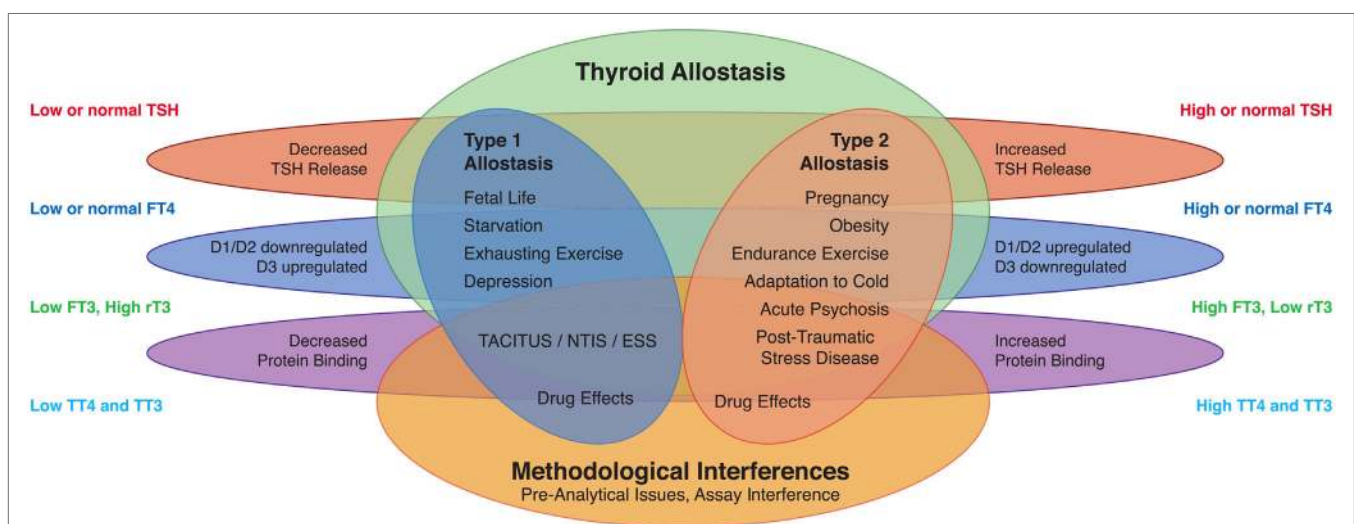 Thyroid Allostasis
Low or normal TSH
High or normal TSH
Decreased
TSH Release
Type 1
Allostasis
Type 2
Allostasis
Increased
TSH Release
Fetal Life
Pregnancy
Low or normal FT4
High or normal FT4
Starvation
Obesity
D1/D2 downregulated
D3 upregulated
Exhausting Exercise
Endurance Exercise
D1/D2 upregulated
D3 downregulated
Depression
Adaptation to Cold
Low FT3, High rT3
Acute Psychosis
High FT3, Low rT3
Decreased
Protein Binding
TACITUS / NTIS / ESS
Post-Traumatic
Stress Disease
Increased
Protein Binding
Low TT4 and TT3
Drug Effects
Drug Effects
High TT4 and TT3
Methodological Interferences
Pre-Analytical Issues, Assay Interference